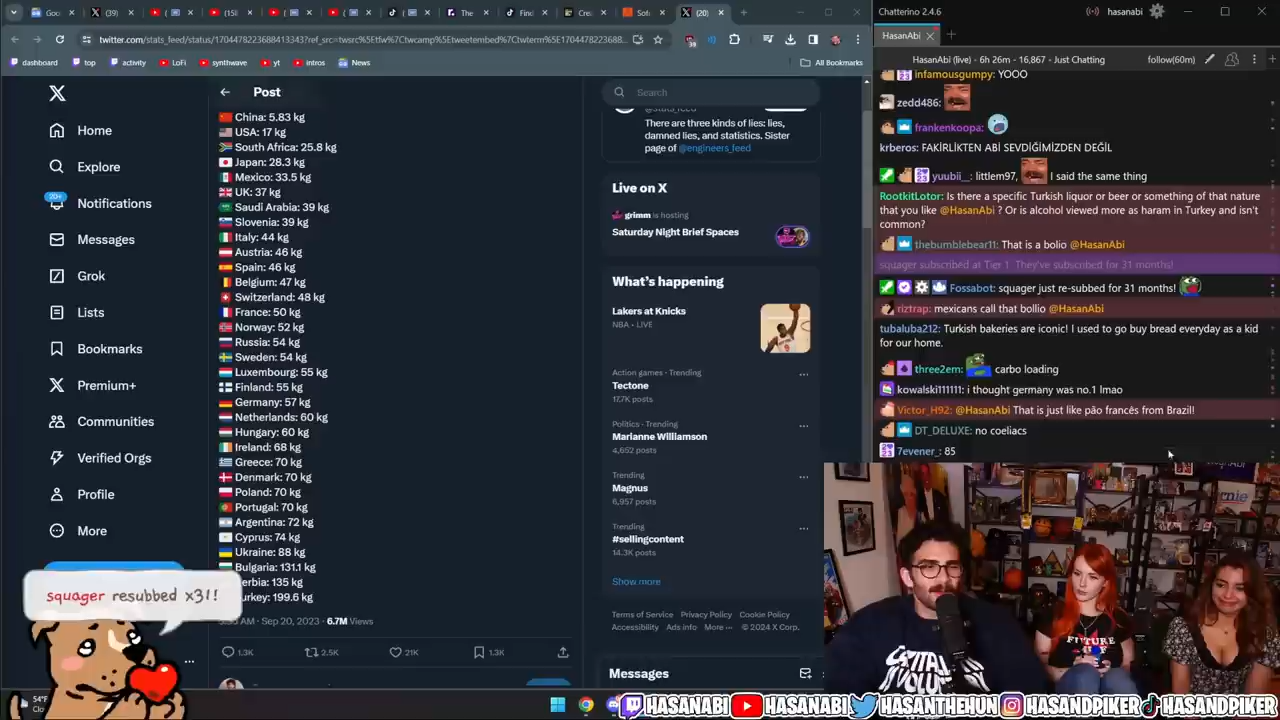 Goo
(39)
(
(15
(
(
The
Fin
Cre
Sof
(20)
twitter.com/stats_feed/status/1704478223688413343?ref_src=twsrc%5Etfw%7Ctwcamp%5Etweetembed%7Ctwterm%5E1704478223688...
dashboard
top
activity
LoFi
synthwave
yt
intros
News
All Bookmarks
Home
Explore
20+
Notifications
Messages
Grok
Lists
Bookmarks
Premium+
Communities
Verified Orgs
Profile
More
Post
China: 5.83 kg
USA: 17 kg
South Africa: 25.8 kg
Japan: 28.3 kg
Mexico: 33.5 kg
UK: 37 kg
Saudi Arabia: 39 kg
Slovenia: 39 kg
Italy: 44 kg
Austria: 46 kg
Spain: 46 kg
Belgium: 47 kg
Switzerland: 48 kg
France: 50 kg
Norway: 52 kg
Russia: 54 kg
Sweden: 54 kg
Luxembourg: 55 kg
Finland: 55 kg
Germany: 57 kg
Netherlands: 60 kg
Hungary: 60 kg
Ireland: 68 kg
Greece: 70 kg
Denmark: 70 kg
Poland: 70 kg
Portugal: 70 kg
Argentina: 72 kg
Cyprus: 74 kg
Ukraine: 88 kg
Bulgaria: 131.1 kg
erbia: 135 kg
urkey: 199.6 kg
AM · Sep 20, 2023 · 6.7M Views
1.3K
2.5K
21K
1.3K
squager resubbed x31!
54°F
Search
@stats_feed
There are three kinds of lies: lies,
damned lies, and statistics. Sister
page of @engineers_feed
Live on X
grimm is hosting
Saturday Night Brief Spaces
What's happening
Lakers at Knicks
NBA · LIVE
Action games · Trending
Tectone
17.7K posts
Politics · Trending
Marianne Williamson
4,652 posts
Trending
Magnus
6,957 posts
Trending
#sellingcontent
14.3K posts
Show more
Terms of Service Privacy Policy Cookie Policy
Accessibility Ads info More ··· © 2024 X Corp.
Messages
Chatterino 2.4.6
hasanabi
HasanAbi
HasanAbi (live) - 6h 26m - 16,867 - Just Chatting
follow(60m)
infamousgumpy: YOOO
zedd486:
frankenkoopa:
krberos: FAKİRLİKTEN ABİ SEVDİĞİMİZDEN DEĞİL
yuubii_: littlem97, I said the same thing
RootkitLotor: Is there a specific Turkish liquor or beer or something of that nature
that you like @HasanAbi ? Or is alcohol viewed more as haram in Turkey and isn't
common?
thebumblebear11: That is a bolio @HasanAbi
squager subscribed at Tier 1. They've subscribed for 31 months!
Fossabot: squager just re-subbed for 31 months!
riztrap: mexicans call that bollio @HasanAbi
tubaluba212: Turkish bakeries are iconic! I used to go buy bread everyday as a kid
for our home.
three2em: carbo loading
kowalski111111: i thought germany was no.1 lmao
Victor_H92: @HasanAbi That is just like pão francês from Brazil!
DT_DELUXE: no coeliacs
7evener_: 85
FUTURE
HASANABI
HASANABI
HASANTHEHUN
HASANDPIKER
HASANDPIKER